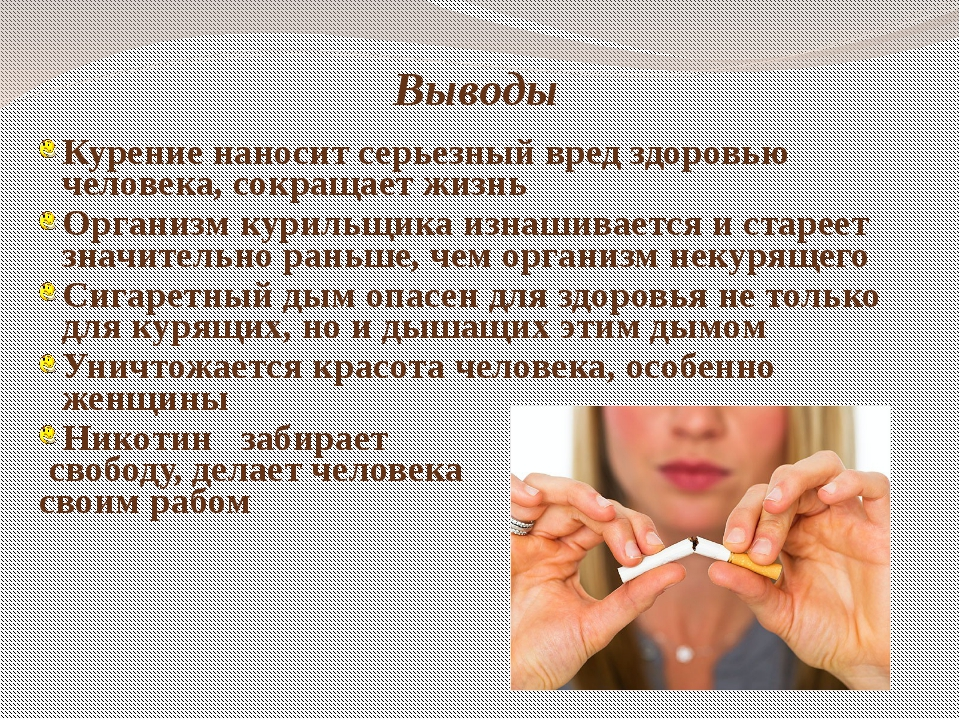 Выводы
Курение наносит серьезный вред здоровью
человека, сокращает жизнь
Организм курильщика изнашивается и стареет
значительно раньше, чем организм некурящего
Сигаретный дым опасен для здоровья не только
для курящих, но и дышащих этим дымом
Уничтожается красота человека, особенно
женщины
Никотин забирает
свободу, делает человека
своим рабом